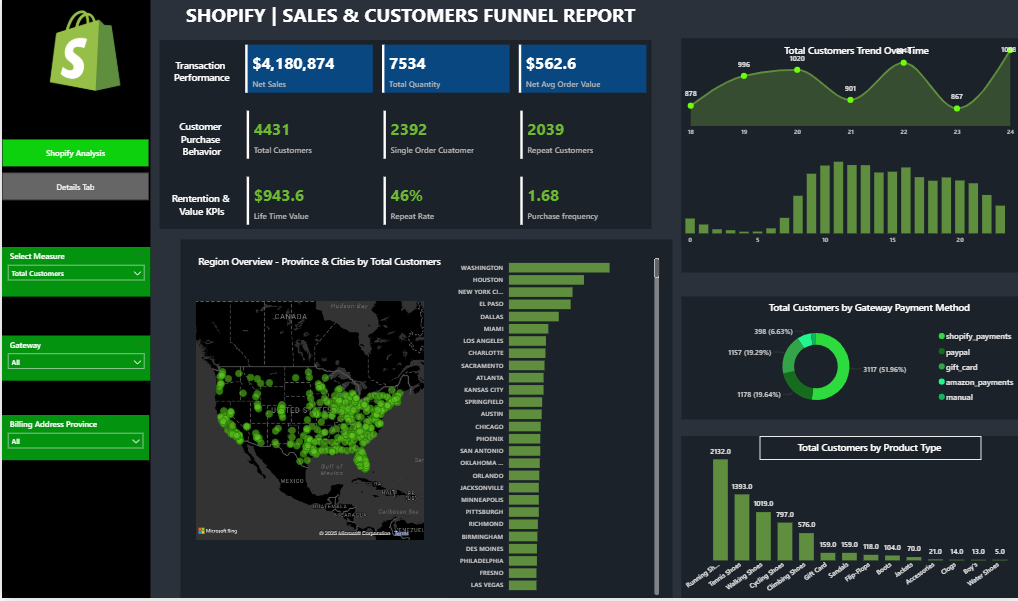 SHOPIFY | SALES & CUSTOMERS FUNNEL REPORT
Shopify Analysis
Details Tab
Select Measure
Total Customers
Gateway
All
Billing Address Province
All
Transaction
Performance
$4,180,874
Net Sales
7534
Total Quantity
$562.6
Net Avg Order Value
Customer
Purchase
Behavior
4431
Total Customers
2392
Single Order Cuatomer
2039
Repeat Customers
Rentention &
Value KPIs
$943.6
Life Time Value
46%
Repeat Rate
1.68
Purchase frequency
Region Overview - Province & Cities by Total Customers
Hudson Bay
CANADA
UNITED S
Gulf of
Mexico
MEXICO
GUATEMALA
NICARAGUA
HAITI
Caribbean Sea
Microsoft Bing
© 2025 Microsoft Corporation Terms
WASHINGTON
HOUSTON
NEW YORK CI...
EL PASO
DALLAS
MIAMI
LOS ANGELES
CHARLOTTE
SACRAMENTO
ATLANTA
KANSAS CITY
SPRINGFIELD
AUSTIN
CHICAGO
PHOENIX
SAN ANTONIO
OKLAHOMA ...
ORLANDO
JACKSONVILLE
MINNEAPOLIS
PITTSBURGH
RICHMOND
BIRMINGHAM
DES MOINES
PHILADELPHIA
FRESNO
LAS VEGAS
Total Customers Trend Over Time
878
996
1020
901
867
18
19
20
21
22
23
24
0
5
10
15
20
Total Customers by Gateway Payment Method
398 (6.63%)
1157 (19.29%)
1178 (19.64%)
3117 (51.96%)
shopify_payments
paypal
gift_card
amazon_payments
manual
Total Customers by Product Type
2132.0
1393.0
1019.0
797.0
576.0
159.0
159.0
118.0
104.0
70.0
21.0
14.0
13.0
5.0
Running Sh...
Tennis Shoes
Walking Shoes
Cycling Shoes
Climbing Shoes
Gift Card
Sandals
Flip-Flops
Boots
Jackets
Accessories
Clogs
Boy's
Water Shoes